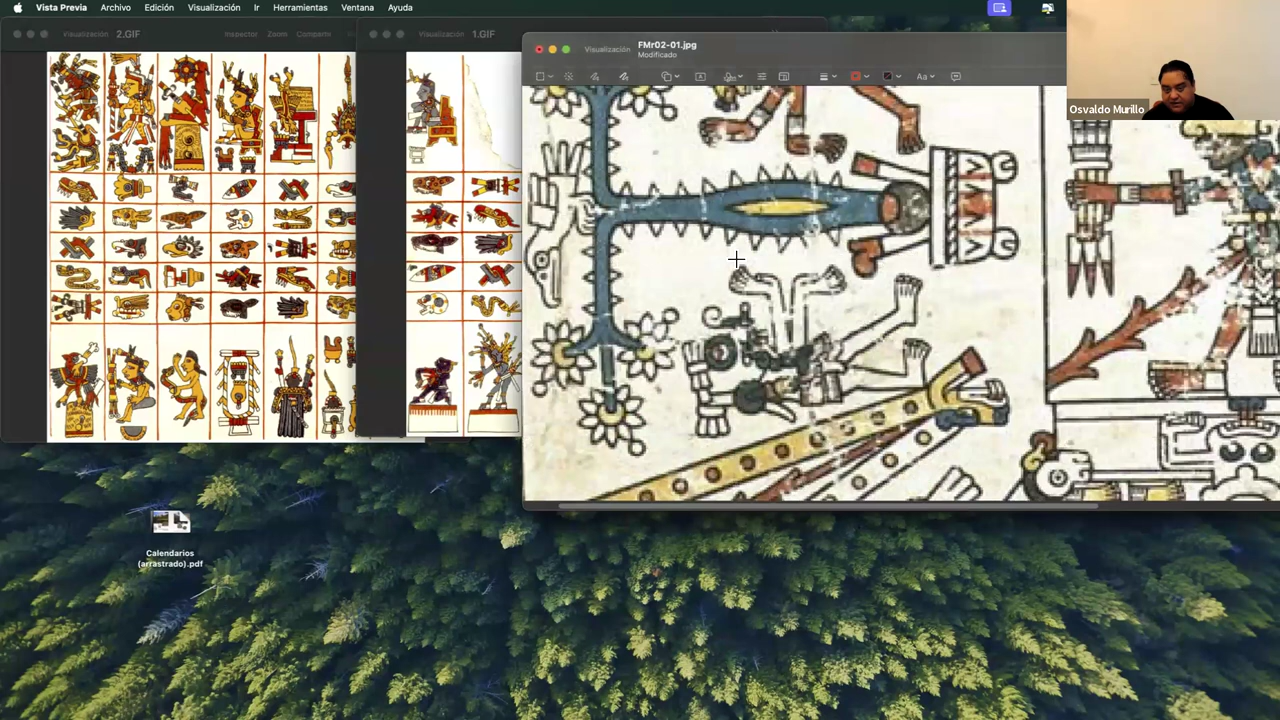 Vista Previa Archivo Edición Visualización Ir Herramientas Ventana Ayuda
Visualización 2.GIF Inspector Zoom Compartir
Visualización 1.GIF
Visualización FMr02-01.jpg
Modificado
Aa
Osvaldo Murillo
Calendarios
(arrastrado).pdf